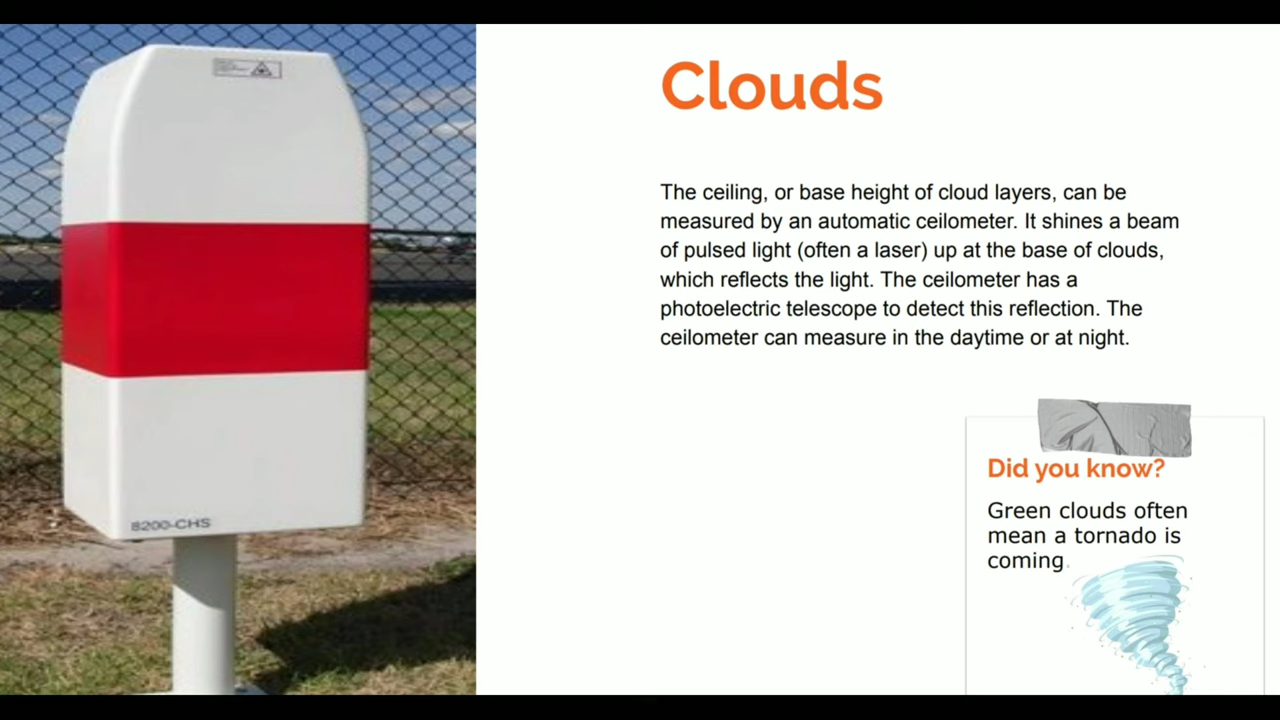 Clouds
The ceiling, or base height of cloud layers, can be
measured by an automatic ceilometer. It shines a beam
of pulsed light (often a laser) up at the base of clouds,
which reflects the light. The ceilometer has a
photoelectric telescope to detect this reflection. The
ceilometer can measure in the daytime or at night.
Did you know?
Green clouds often
mean a tornado is
coming.
8200-CHS